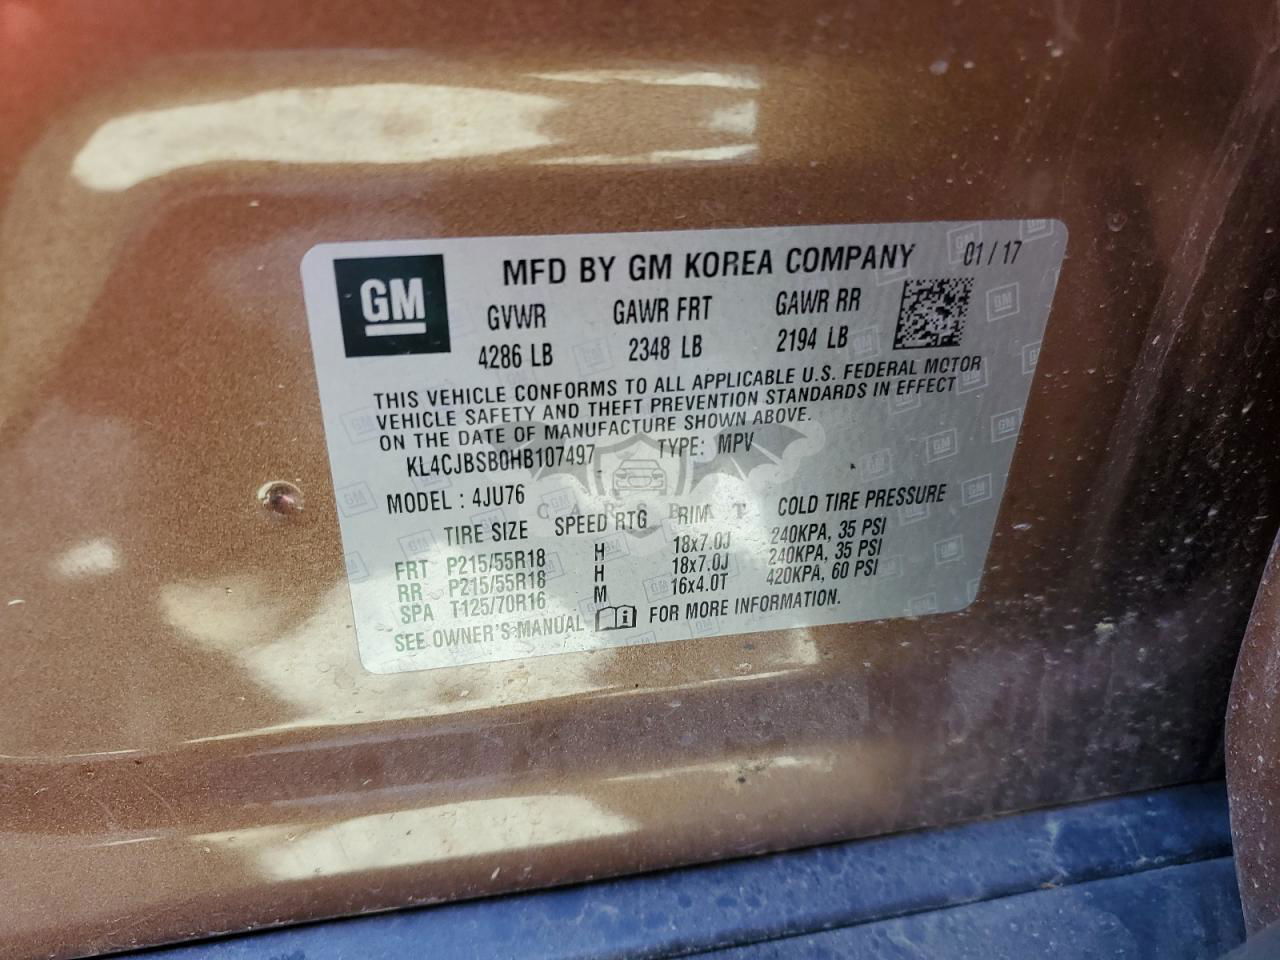 GM
MFD BY GM KOREA COMPANY 01 / 17
GVWR GAWR FRT GAWR RR
4286 LB 2348 LB 2194 LB
THIS VEHICLE CONFORMS TO ALL APPLICABLE U.S. FEDERAL MOTOR
VEHICLE SAFETY AND THEFT PREVENTION STANDARDS IN EFFECT
ON THE DATE OF MANUFACTURE SHOWN ABOVE.
KL4CJBSB0HB107497 TYPE: MPV
MODEL : 4JU76
CARSBAT
TIRE SIZE SPEED RTG RIM COLD TIRE PRESSURE
FRT P215/55R18 H 18x7.0J 240KPA, 35 PSI
RR P215/55R18 H 18x7.0J 240KPA, 35 PSI
SPA T125/70R16 M 16x4.0T 420KPA, 60 PSI
SEE OWNER'S MANUAL FOR MORE INFORMATION.